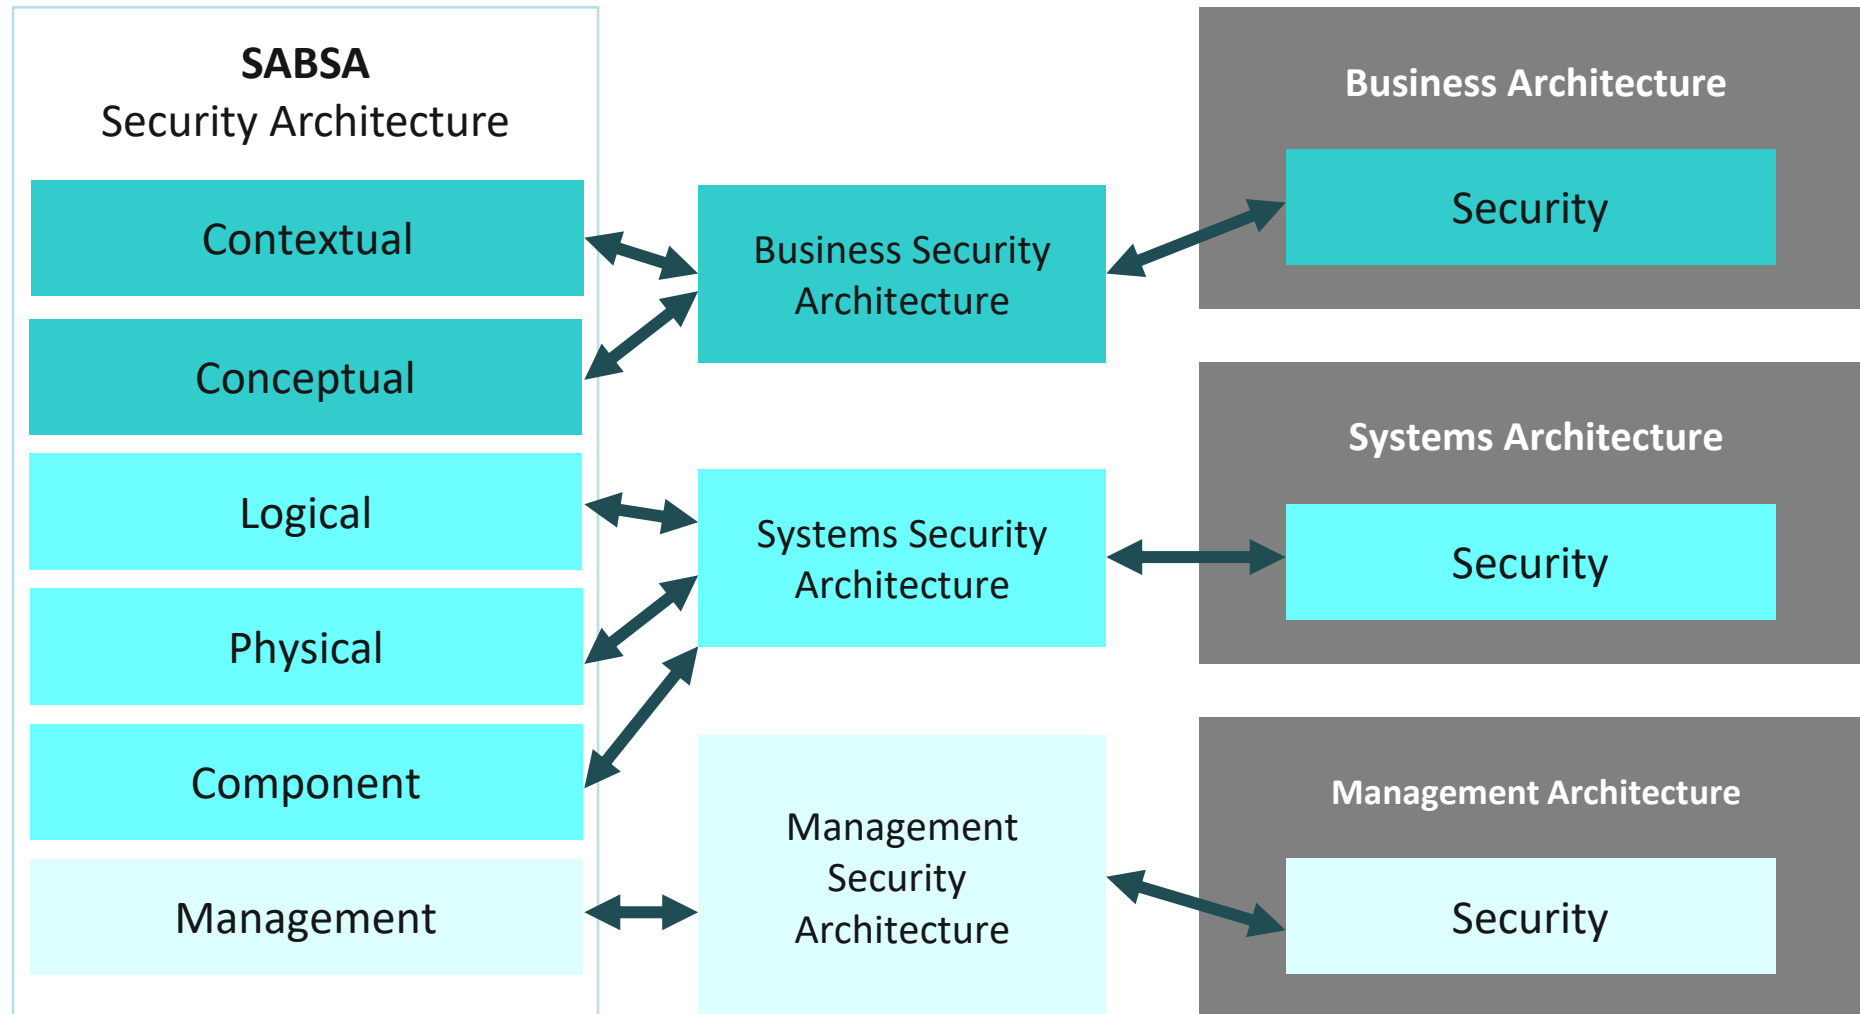 SABSA
Security Architecture
Contextual
Conceptual
Logical
Physical
Component
Management
Business Security
Architecture
Systems Security
Architecture
Management
Security
Architecture
Business Architecture
Security
Systems Architecture
Security
Management Architecture
Security